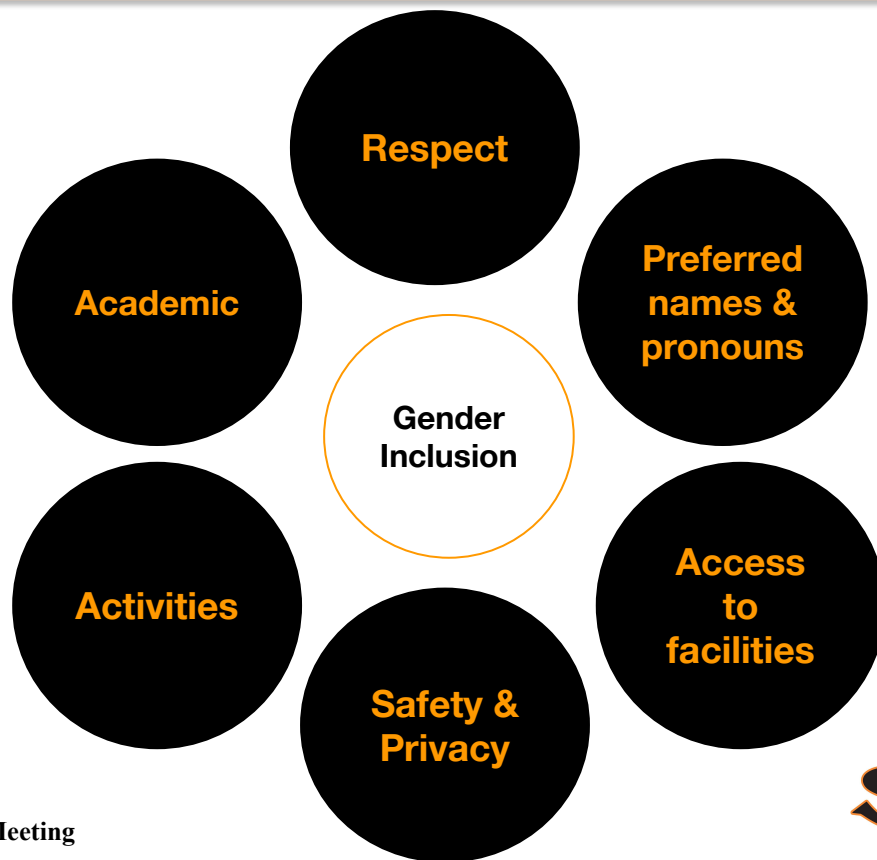 Respect
Preferred
names &
pronouns
Academic
Gender
Inclusion
Access
to
facilities
Activities
Safety &
Privacy